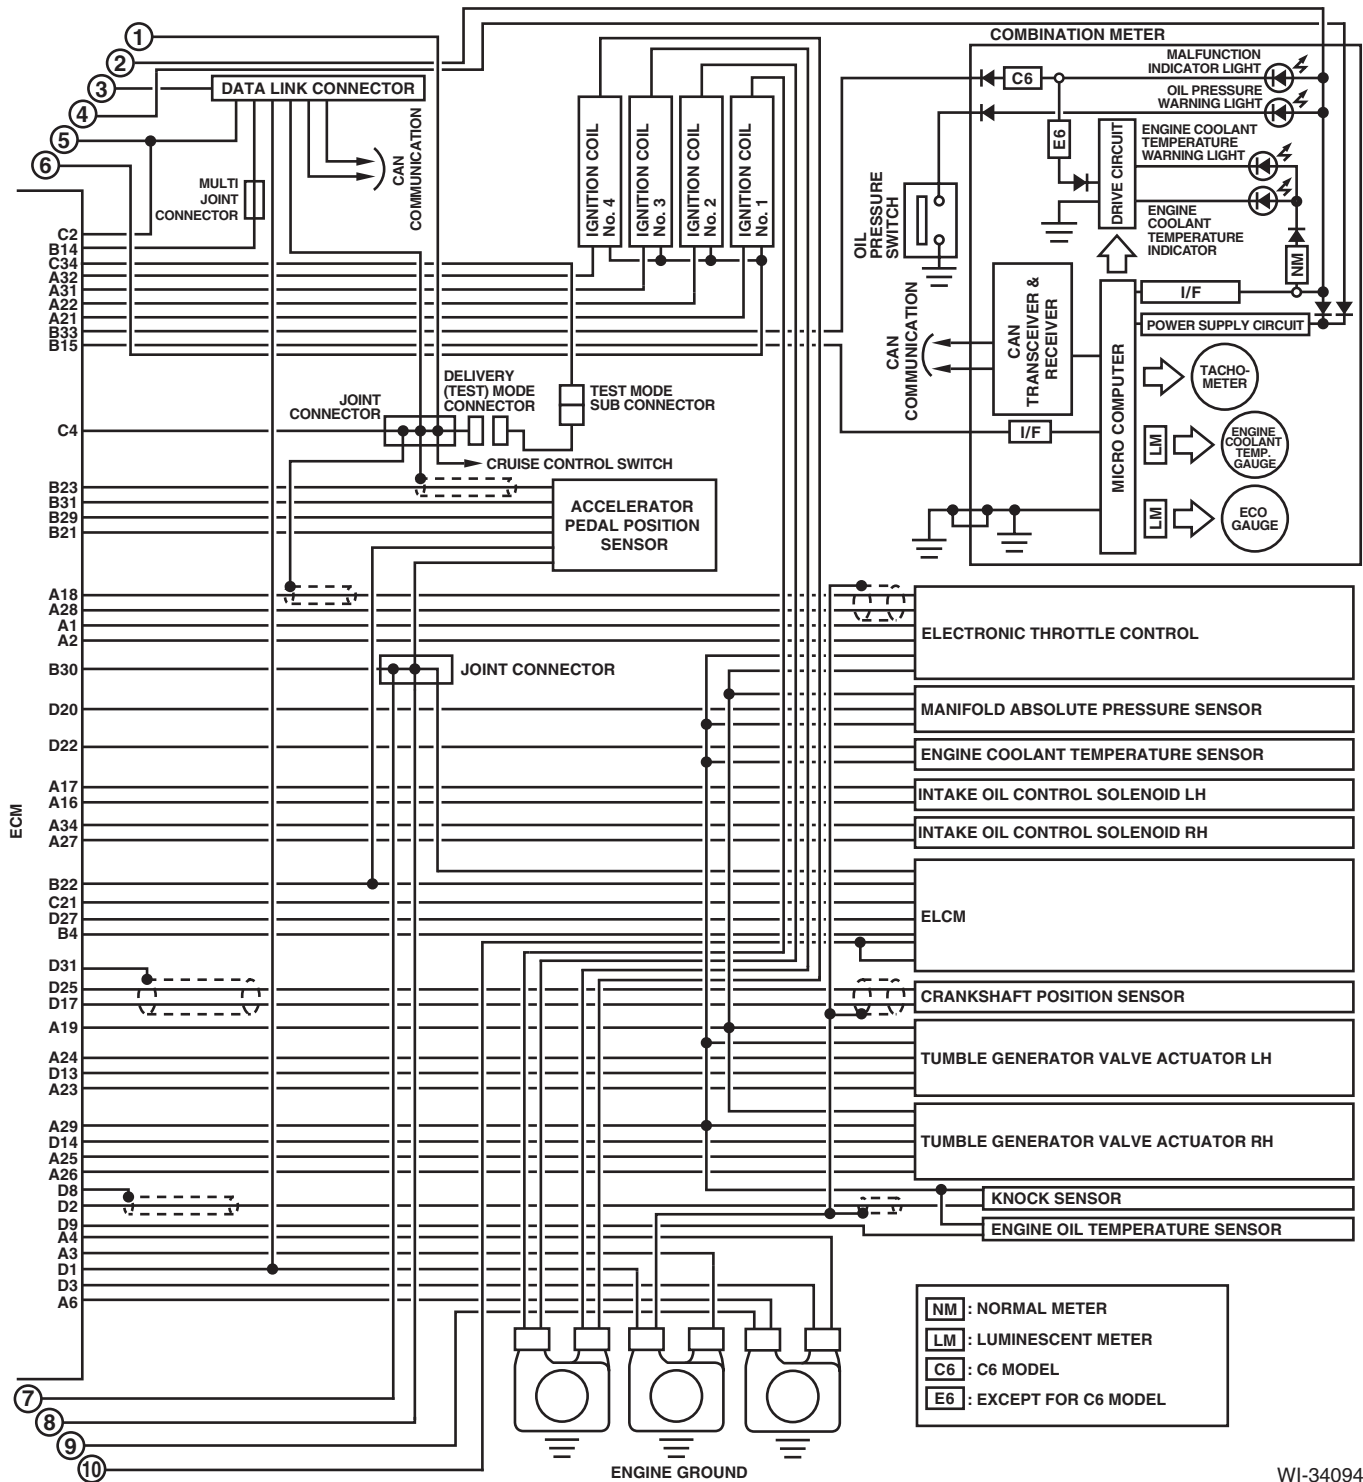 1
2
3
4
5
6
DATA LINK CONNECTOR
CAN
COMMUNICATION
MULTI
JOINT
CONNECTOR
IGNITION COIL
No. 4
IGNITION COIL
No. 3
IGNITION COIL
No. 2
IGNITION COIL
No. 1
OIL
PRESSURE
SWITCH
COMBINATION METER
MALFUNCTION
INDICATOR LIGHT
C6
OIL PRESSURE
WARNING LIGHT
E6
DRIVE CIRCUIT
ENGINE COOLANT
TEMPERATURE
WARNING LIGHT
ENGINE
COOLANT
TEMPERATURE
INDICATOR
NM
I/F
POWER SUPPLY CIRCUIT
CAN
COMMUNICATION
CAN
TRANSCEIVER &
RECEIVER
MICRO COMPUTER
TACHO-
METER
I/F
LM
ENGINE
COOLANT
TEMP.
GAUGE
LM
ECO
GAUGE
ECM
C2
B14
C34
A32
A31
A22
A21
B33
B15
C4
B23
B31
B29
B21
A18
A28
A1
A2
B30
D20
D22
A17
A16
A34
A27
B22
C21
D27
B4
D31
D25
D17
A19
A24
D13
A23
A29
D14
A25
A26
D8
D2
D9
A4
A3
D1
D3
A6
JOINT
CONNECTOR
DELIVERY
(TEST) MODE
CONNECTOR
TEST MODE
SUB CONNECTOR
CRUISE CONTROL SWITCH
ACCELERATOR
PEDAL POSITION
SENSOR
JOINT CONNECTOR
ELECTRONIC THROTTLE CONTROL
MANIFOLD ABSOLUTE PRESSURE SENSOR
ENGINE COOLANT TEMPERATURE SENSOR
INTAKE OIL CONTROL SOLENOID LH
INTAKE OIL CONTROL SOLENOID RH
ELCM
CRANKSHAFT POSITION SENSOR
TUMBLE GENERATOR VALVE ACTUATOR LH
TUMBLE GENERATOR VALVE ACTUATOR RH
KNOCK SENSOR
ENGINE OIL TEMPERATURE SENSOR
NM : NORMAL METER
LM : LUMINESCENT METER
C6 : C6 MODEL
E6 : EXCEPT FOR C6 MODEL
7
8
9
10
ENGINE GROUND
WI-34094